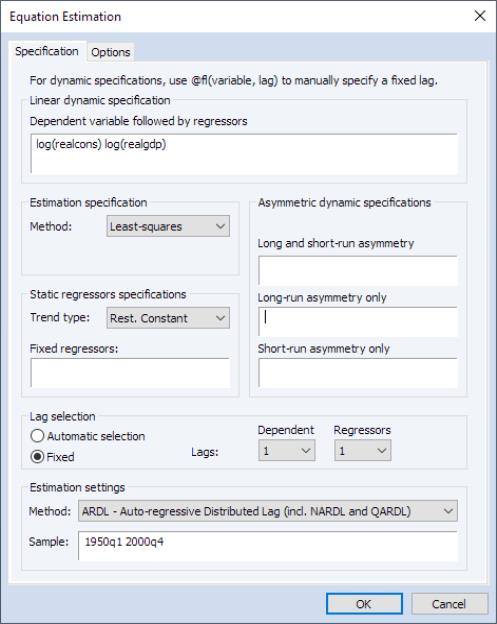 Equation Estimation
Specification Options
For dynamic specifications, use @fl(variable, lag) to manually specify a fixed lag.
Linear dynamic specification
Dependent variable followed by regressors
log(realcons) log(realgdp)
Estimation specification
Method: Least-squares
Asymmetric dynamic specifications
Long and short-run asymmetry
Static regressors specifications
Trend type: Rest. Constant
Long-run asymmetry only
Fixed regressors:
Short-run asymmetry only
Lag selection
Automatic selection
Fixed
Lags:
Dependent Regressors
1 1
Estimation settings
Method: ARDL - Auto-regressive Distributed Lag (incl. NARDL and QARDL)
Sample: 1950q1 2000q4
OK Cancel